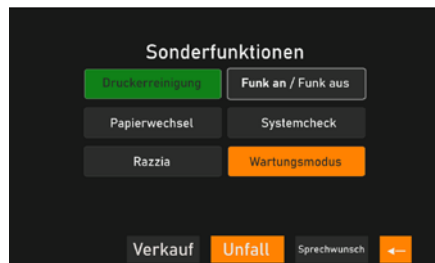 Sonderfunktionen
Druckerreinigung
Funk an / Funk aus
Papierwechsel
Systemcheck
Razzia
Wartungsmodus
Verkauf
Unfall
Sprechwunsch
←